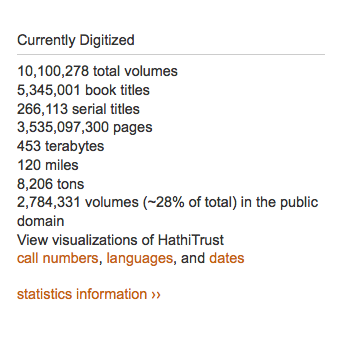 Currently Digitized
10,100,278 total volumes
5,345,001 book titles
266,113 serial titles
3,535,097,300 pages
453 terabytes
120 miles
8,206 tons
2,784,331 volumes (~28% of total) in the public
domain
View visualizations of HathiTrust
call numbers, languages, and dates
statistics information ››